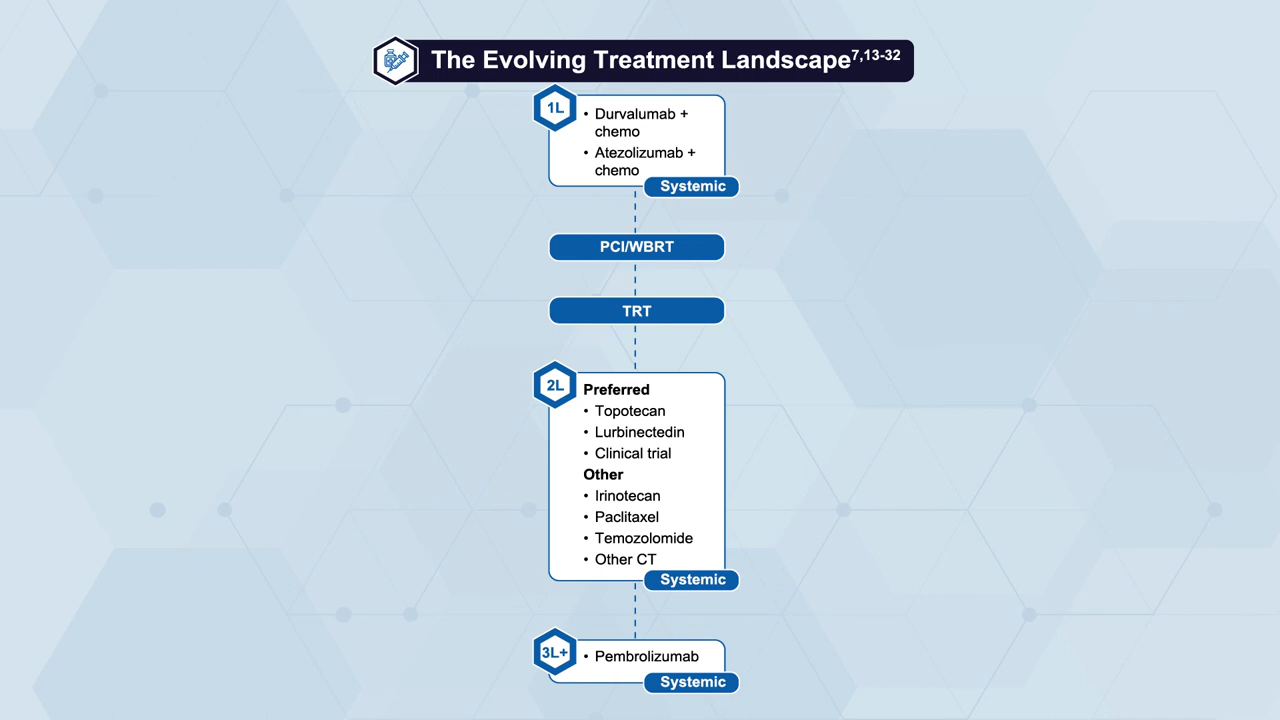 The Evolving Treatment Landscape7,13-32
1L
• Durvalumab +
chemo
• Atezolizumab +
chemo
Systemic
PCI/WBRT
TRT
2L
Preferred
• Topotecan
• Lurbinectedin
• Clinical trial
Other
• Irinotecan
• Paclitaxel
• Temozolomide
• Other CT
Systemic
3L+
• Pembrolizumab
Systemic